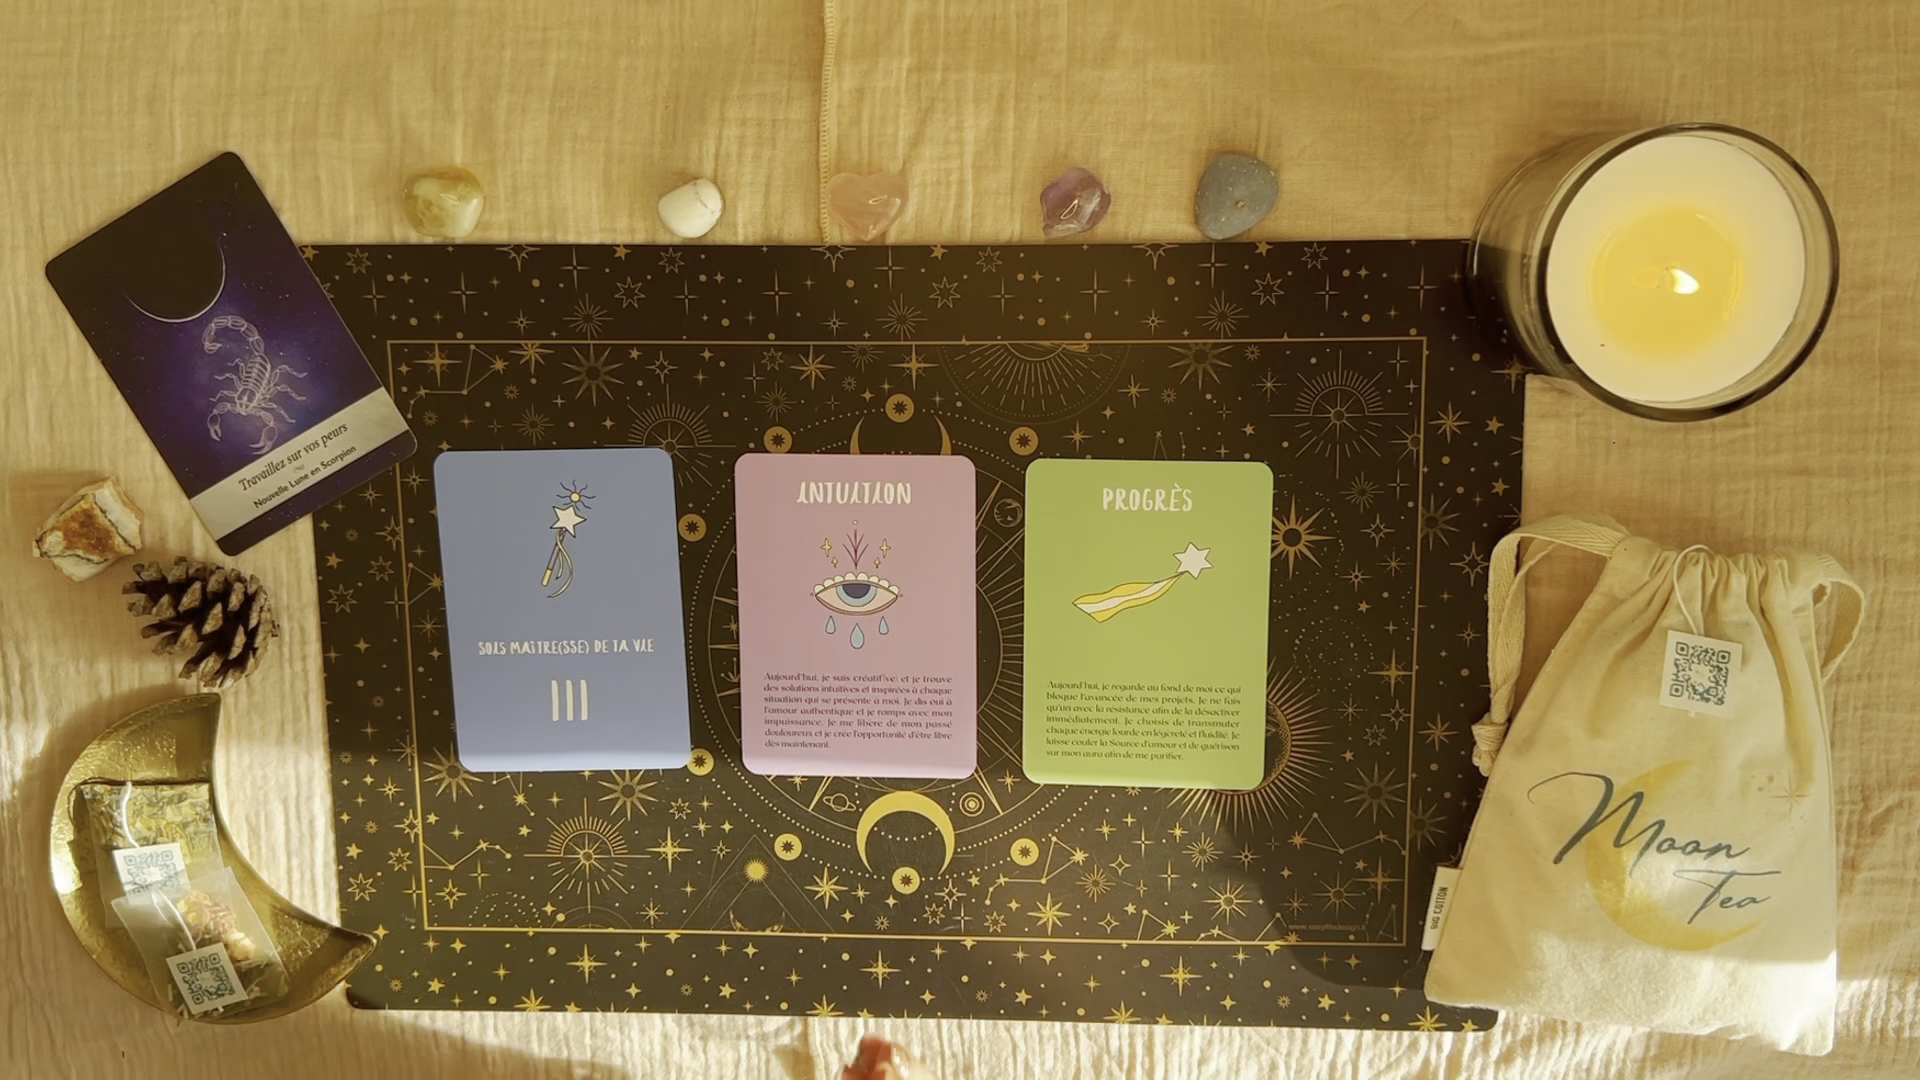 Travaillez sur vos peurs
Nouvelle Lune en Scorpion
SOIS MAÎTRE(SSE) DE TA VIE
III
INTUITION
Aujourd'hui, je suis créatif(ve) et je trouve
des solutions intuitives et inspirées à chaque
situation qui se présente à moi. Je dis oui à
l'amour authentique et je romps avec mon
impuissance. Je me libère de mon passé
douloureux et je crée l'opportunité d'être libre
dès maintenant.
PROGRÈS
Aujourd'hui, je regarde au fond de moi ce qui
bloque l'avancée de mes projets. Je ne fais
qu'un avec la résistance afin de la désactiver
immédiatement. Je choisis de transmuter
chaque énergie lourde en légèreté et fluidité. Je
laisse couler la Source d'amour et de guérison
sur mon aura afin de me purifier.
Moon
Tea